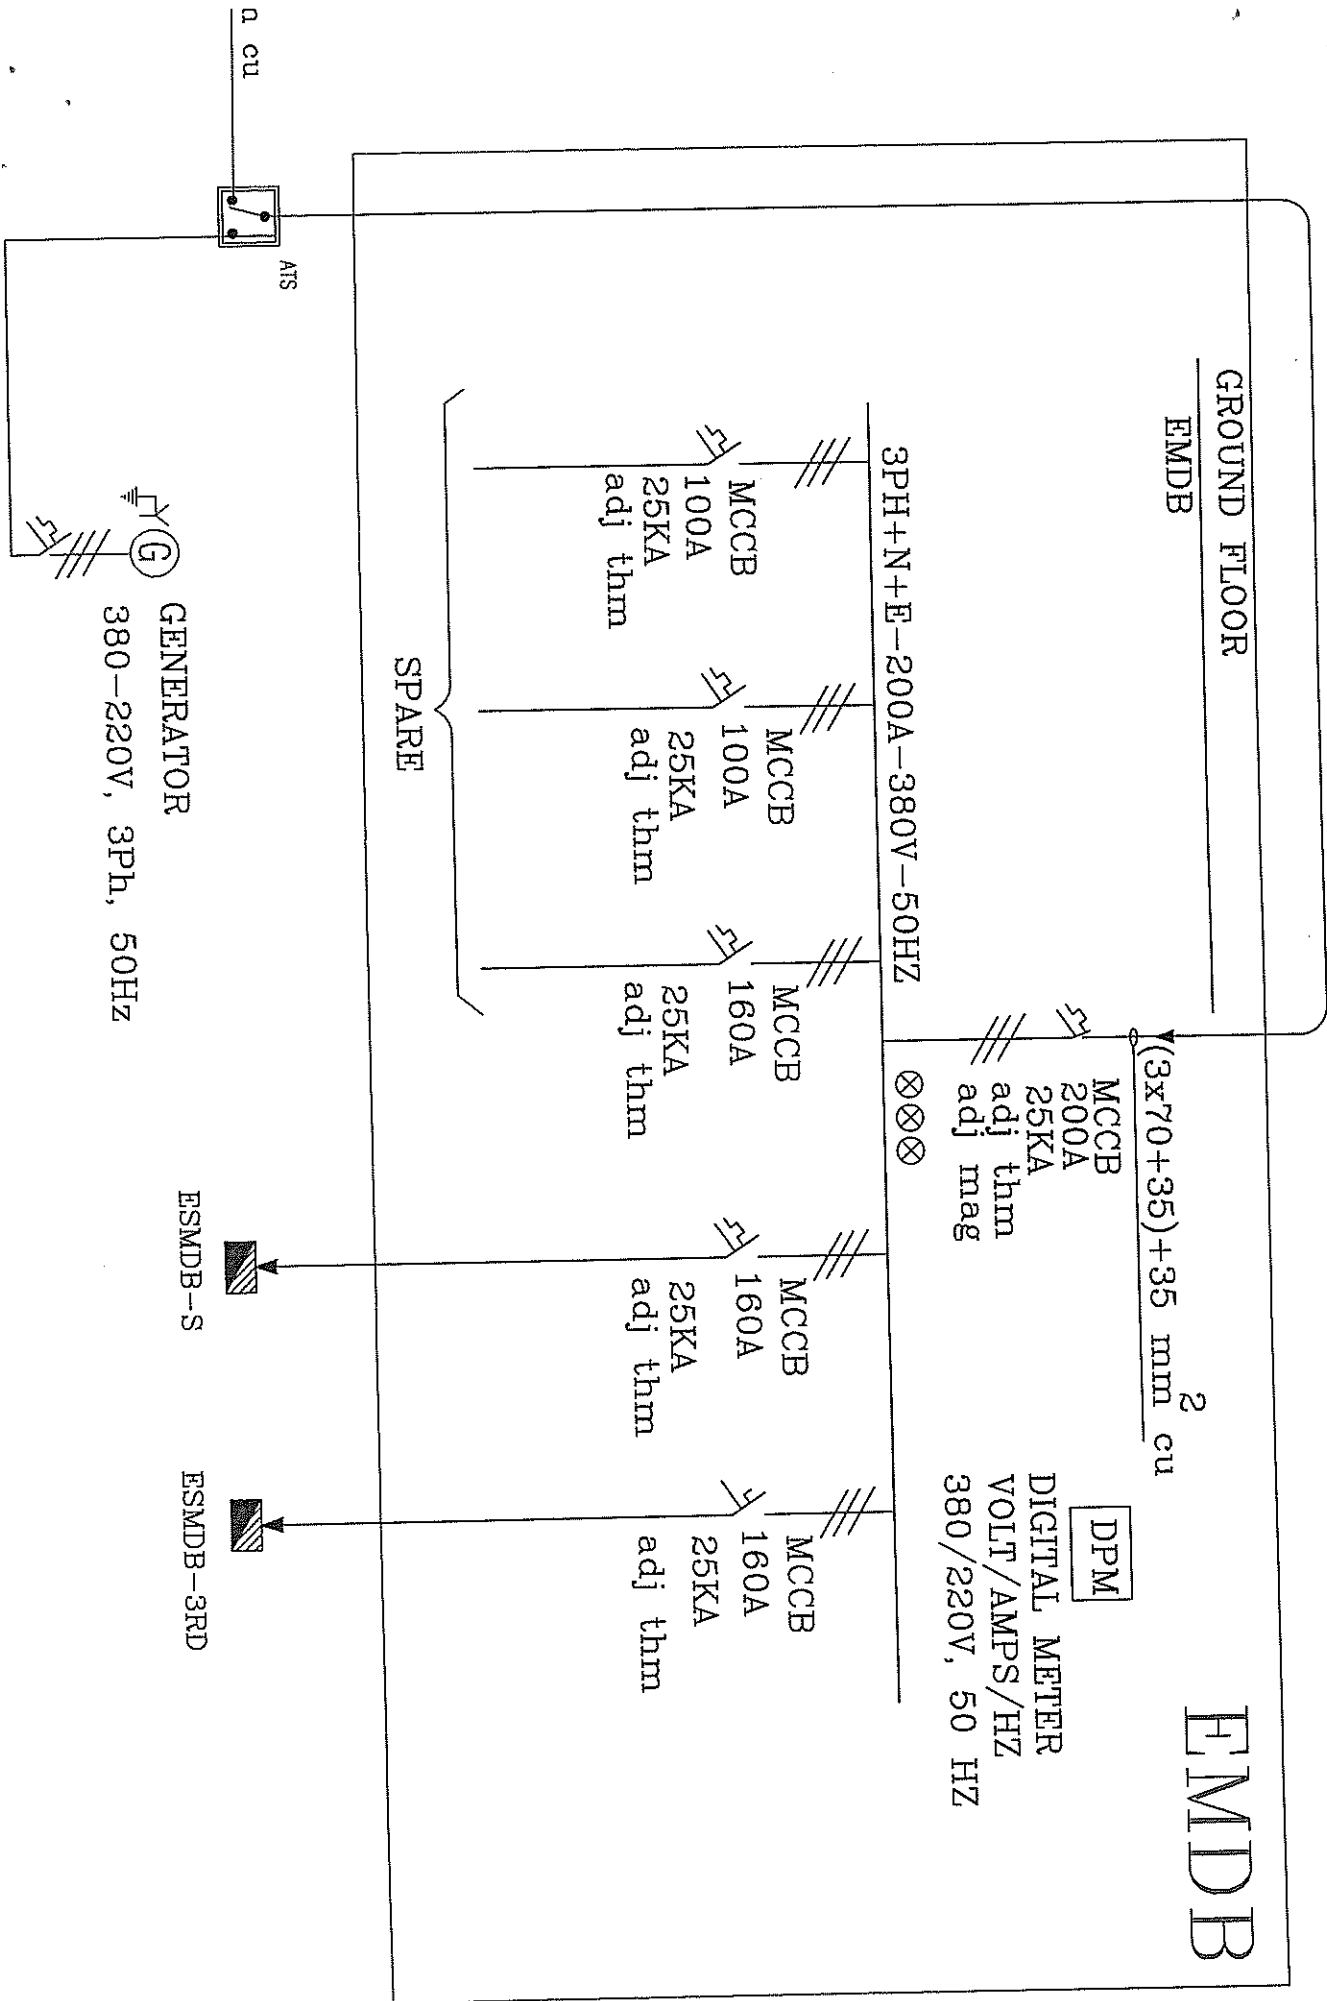 EMDB
GROUND FLOOR
EMDB
(3x70+35)+35 mm² cu
MCCB
200A
25KA
adj thm
adj mag
DPM
DIGITAL METER
VOLT/AMPS/HZ
380/220V, 50 HZ
3PH+N+E-200A-380V-50HZ
MCCB
100A
25KA
adj thm
MCCB
100A
25KA
adj thm
MCCB
160A
25KA
adj thm
MCCB
160A
25KA
adj thm
MCCB
160A
25KA
adj thm
SPARE
cu
ATS
G
GENERATOR
380-220V, 3Ph, 50Hz
ESMDB-S
ESMDB-3RD